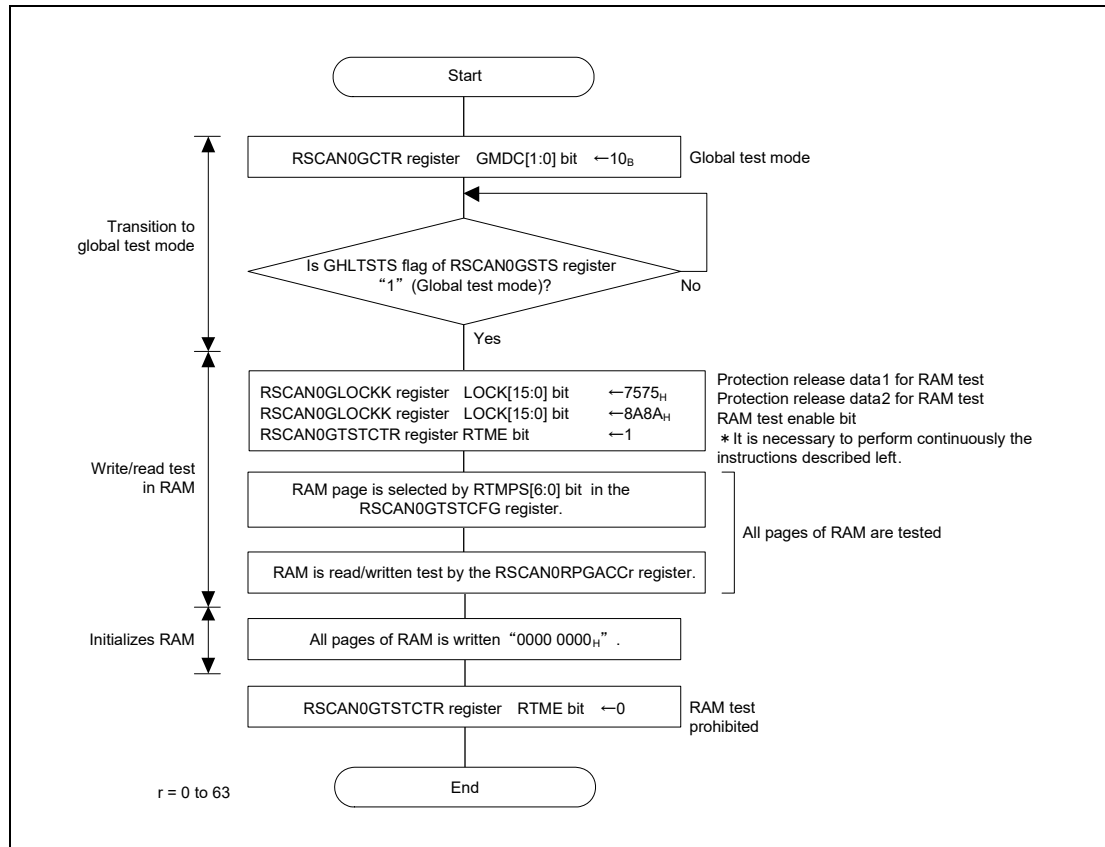 Start
RSCAN0GCTR register GMDC[1:0] bit ←10B
Global test mode
Transition to
global test mode
Is GHLTSTS flag of RSCAN0GSTS register
“1” (Global test mode)?
No
Yes
RSCAN0GLOCKK register LOCK[15:0] bit ←7575H
RSCAN0GLOCKK register LOCK[15:0] bit ←8A8AH
RSCAN0GTSTCTR register RTME bit ←1
Protection release data1 for RAM test
Protection release data2 for RAM test
RAM test enable bit
＊It is necessary to perform continuously the
instructions described left.
Write/read test
in RAM
RAM page is selected by RTMPS[6:0] bit in the
RSCAN0GTSTCFG register.
All pages of RAM are tested
RAM is read/written test by the RSCAN0RPGACCr register.
Initializes RAM
All pages of RAM is written “0000 0000H” .
RSCAN0GTSTCTR register RTME bit ←0
RAM test
prohibited
End
r = 0 to 63